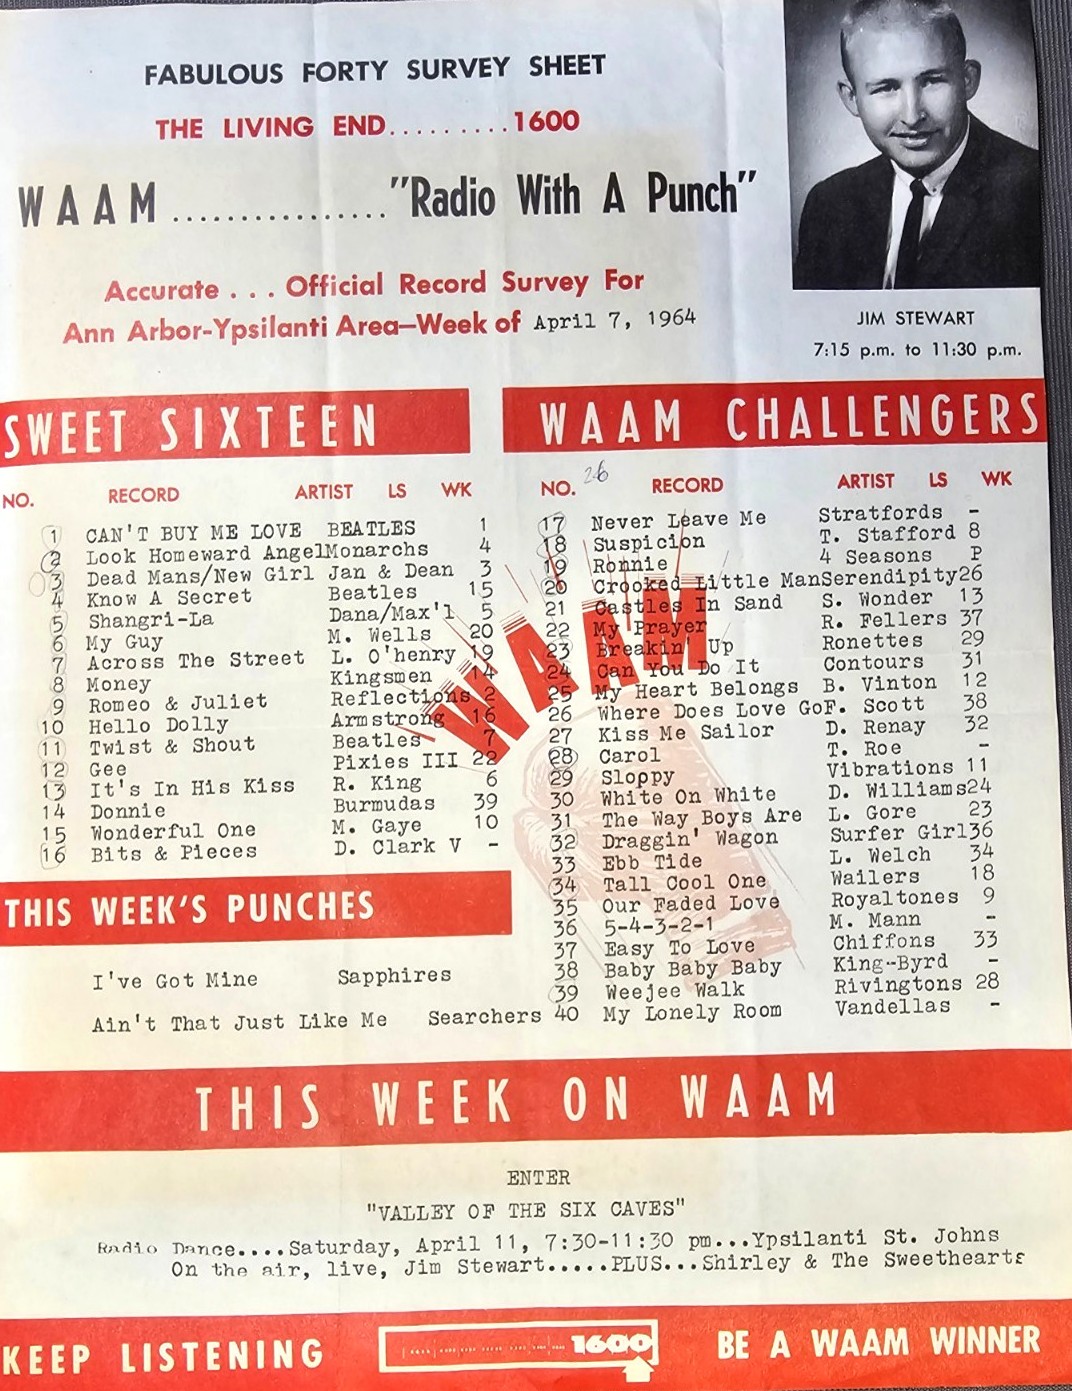 FABULOUS FORTY SURVEY SHEET
THE LIVING END..........1600
WAAM ................"Radio With A Punch"
Accurate . . . Official Record Survey For
Ann Arbor-Ypsilanti Area—Week of April 7, 1964
JIM STEWART
7:15 p.m. to 11:30 p.m.
SWEET SIXTEEN
NO. RECORD ARTIST LS WK
1 CAN'T BUY ME LOVE BEATLES 1
2 Look Homeward AngelMonarchs 4
3 Dead Mans/New Girl Jan & Dean 3
4 Know A Secret Beatles 15
5 Shangri-La Dana/Max'l 5
6 My Guy M. Wells 20
7 Across The Street L. O'henry 19
8 Money Kingsmen 14
9 Romeo & Juliet Reflections 2
10 Hello Dolly Armstrong 16
11 Twist & Shout Beatles 7
12 Gee Pixies III 22
13 It's In His Kiss R. King 6
14 Donnie Burmudas 39
15 Wonderful One M. Gaye 10
16 Bits & Pieces D. Clark V -
THIS WEEK'S PUNCHES
I've Got Mine Sapphires
Ain't That Just Like Me Searchers
WAAM CHALLENGERS
26
NO. RECORD ARTIST LS WK
17 Never Leave Me Stratfords -
18 Suspicion T. Stafford 8
19 Ronnie 4 Seasons P
20 Crooked Little ManSerendipity26
21 Castles In Sand S. Wonder 13
22 My Prayer R. Fellers 37
23 Breakin' Up Ronettes 29
24 Can You Do It Contours 31
25 My Heart Belongs B. Vinton 12
26 Where Does Love GoF. Scott 38
27 Kiss Me Sailor D. Renay 32
28 Carol T. Roe -
29 Sloppy Vibrations 11
30 White On White D. Williams24
31 The Way Boys Are L. Gore 23
32 Draggin' Wagon Surfer Girl36
33 Ebb Tide L. Welch 34
34 Tall Cool One Wailers 18
35 Our Faded Love Royaltones 9
36 5-4-3-2-1 M. Mann -
37 Easy To Love Chiffons 33
38 Baby Baby Baby King-Byrd -
39 Weejee Walk Rivingtons 28
40 My Lonely Room Vandellas -
WAAM
THIS WEEK ON WAAM
ENTER
"VALLEY OF THE SIX CAVES"
Radio Dance....Saturday, April 11, 7:30-11:30 pm...Ypsilanti St. Johns
On the air, live, Jim Stewart.....PLUS...Shirley & The Sweethearts
KEEP LISTENING 1600 BE A WAAM WINNER